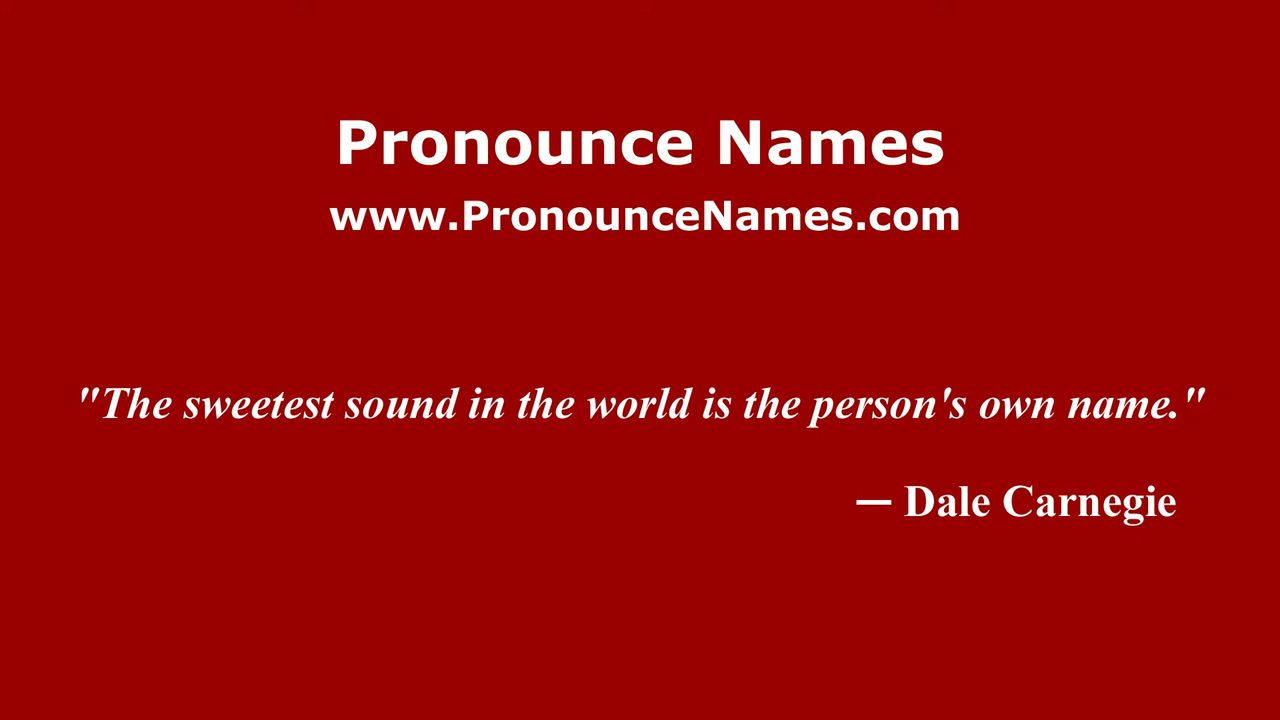 Pronounce Names
www.PronounceNames.com
"The sweetest sound in the world is the person's own name."
— Dale Carnegie